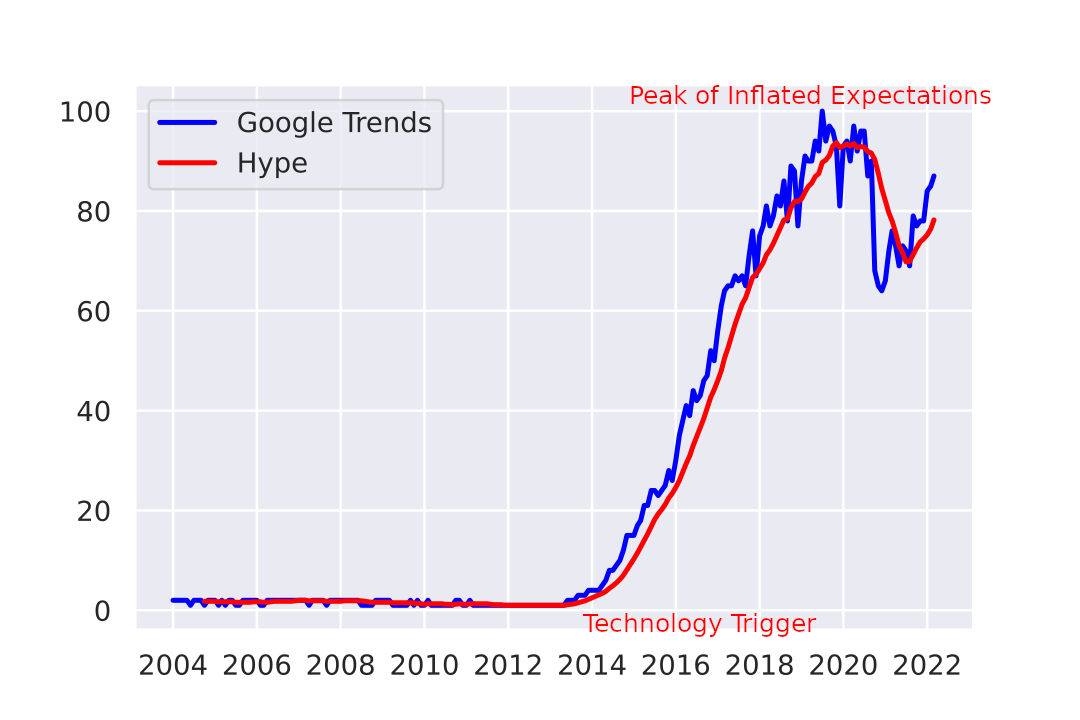 Peak of Inflated Expectations
Google Trends
Hype
100
80
60
40
20
0
Technology Trigger
2004 2006 2008 2010 2012 2014 2016 2018 2020 2022